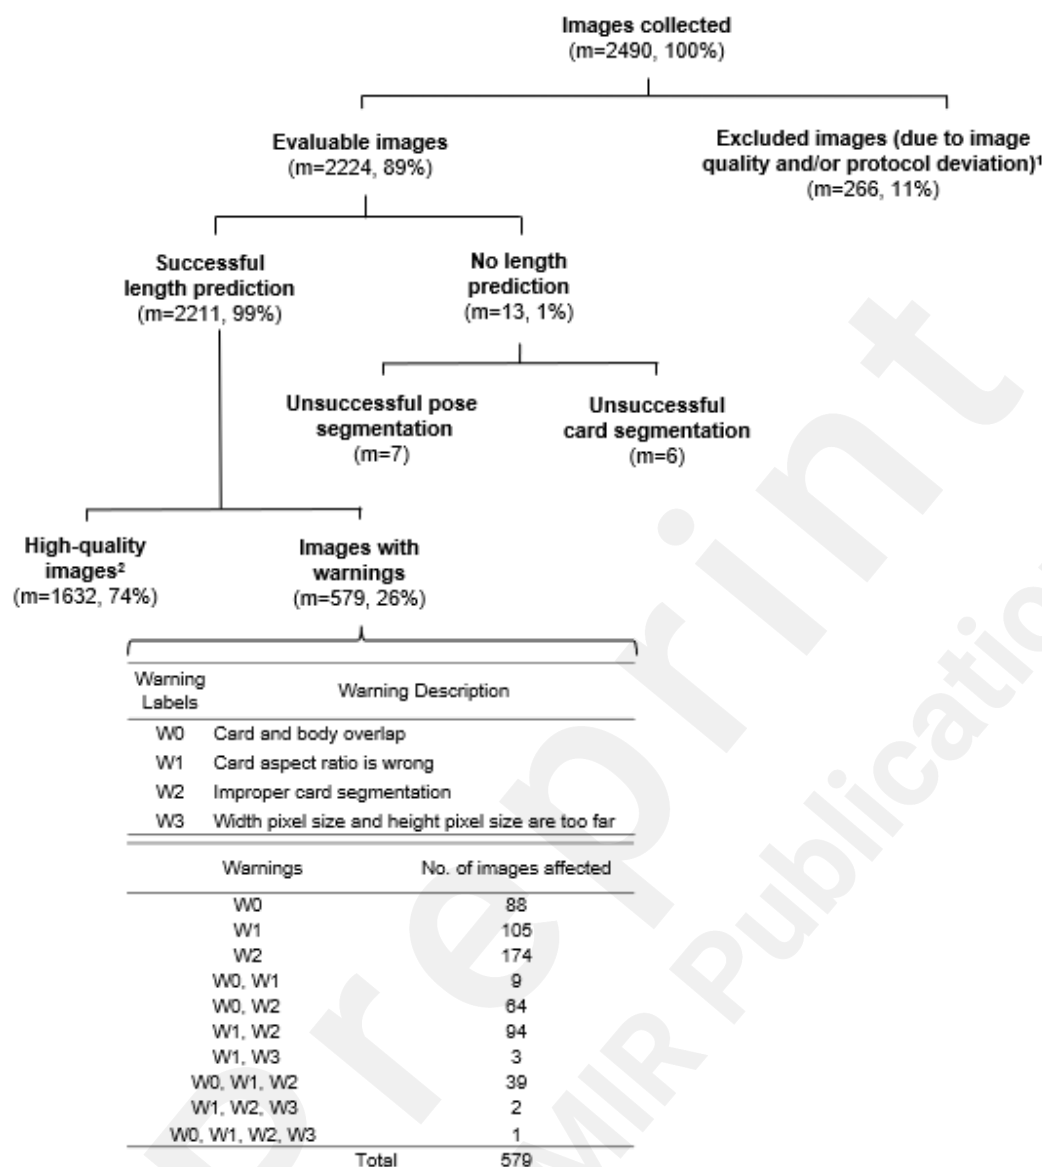 Images collected
(m=2490, 100%)
Evaluable images
(m=2224, 89%)
Excluded images (due to image
quality and/or protocol deviation)¹
(m=266, 11%)
Successful
length prediction
(m=2211, 99%)
No length
prediction
(m=13, 1%)
Unsuccessful pose
segmentation
(m=7)
Unsuccessful
card segmentation
(m=6)
High-quality
images²
(m=1632, 74%)
Images with
warnings
(m=579, 26%)
Warning
Labels
Warning Description
W0 Card and body overlap
W1 Card aspect ratio is wrong
W2 Improper card segmentation
W3 Width pixel size and height pixel size are too far
Warnings No. of images affected
W0 88
W1 105
W2 174
W0, W1 9
W0, W2 64
W1, W2 94
W1, W3 3
W0, W1, W2 39
W1, W2, W3 2
W0, W1, W2, W3 1
Total 579
preprint